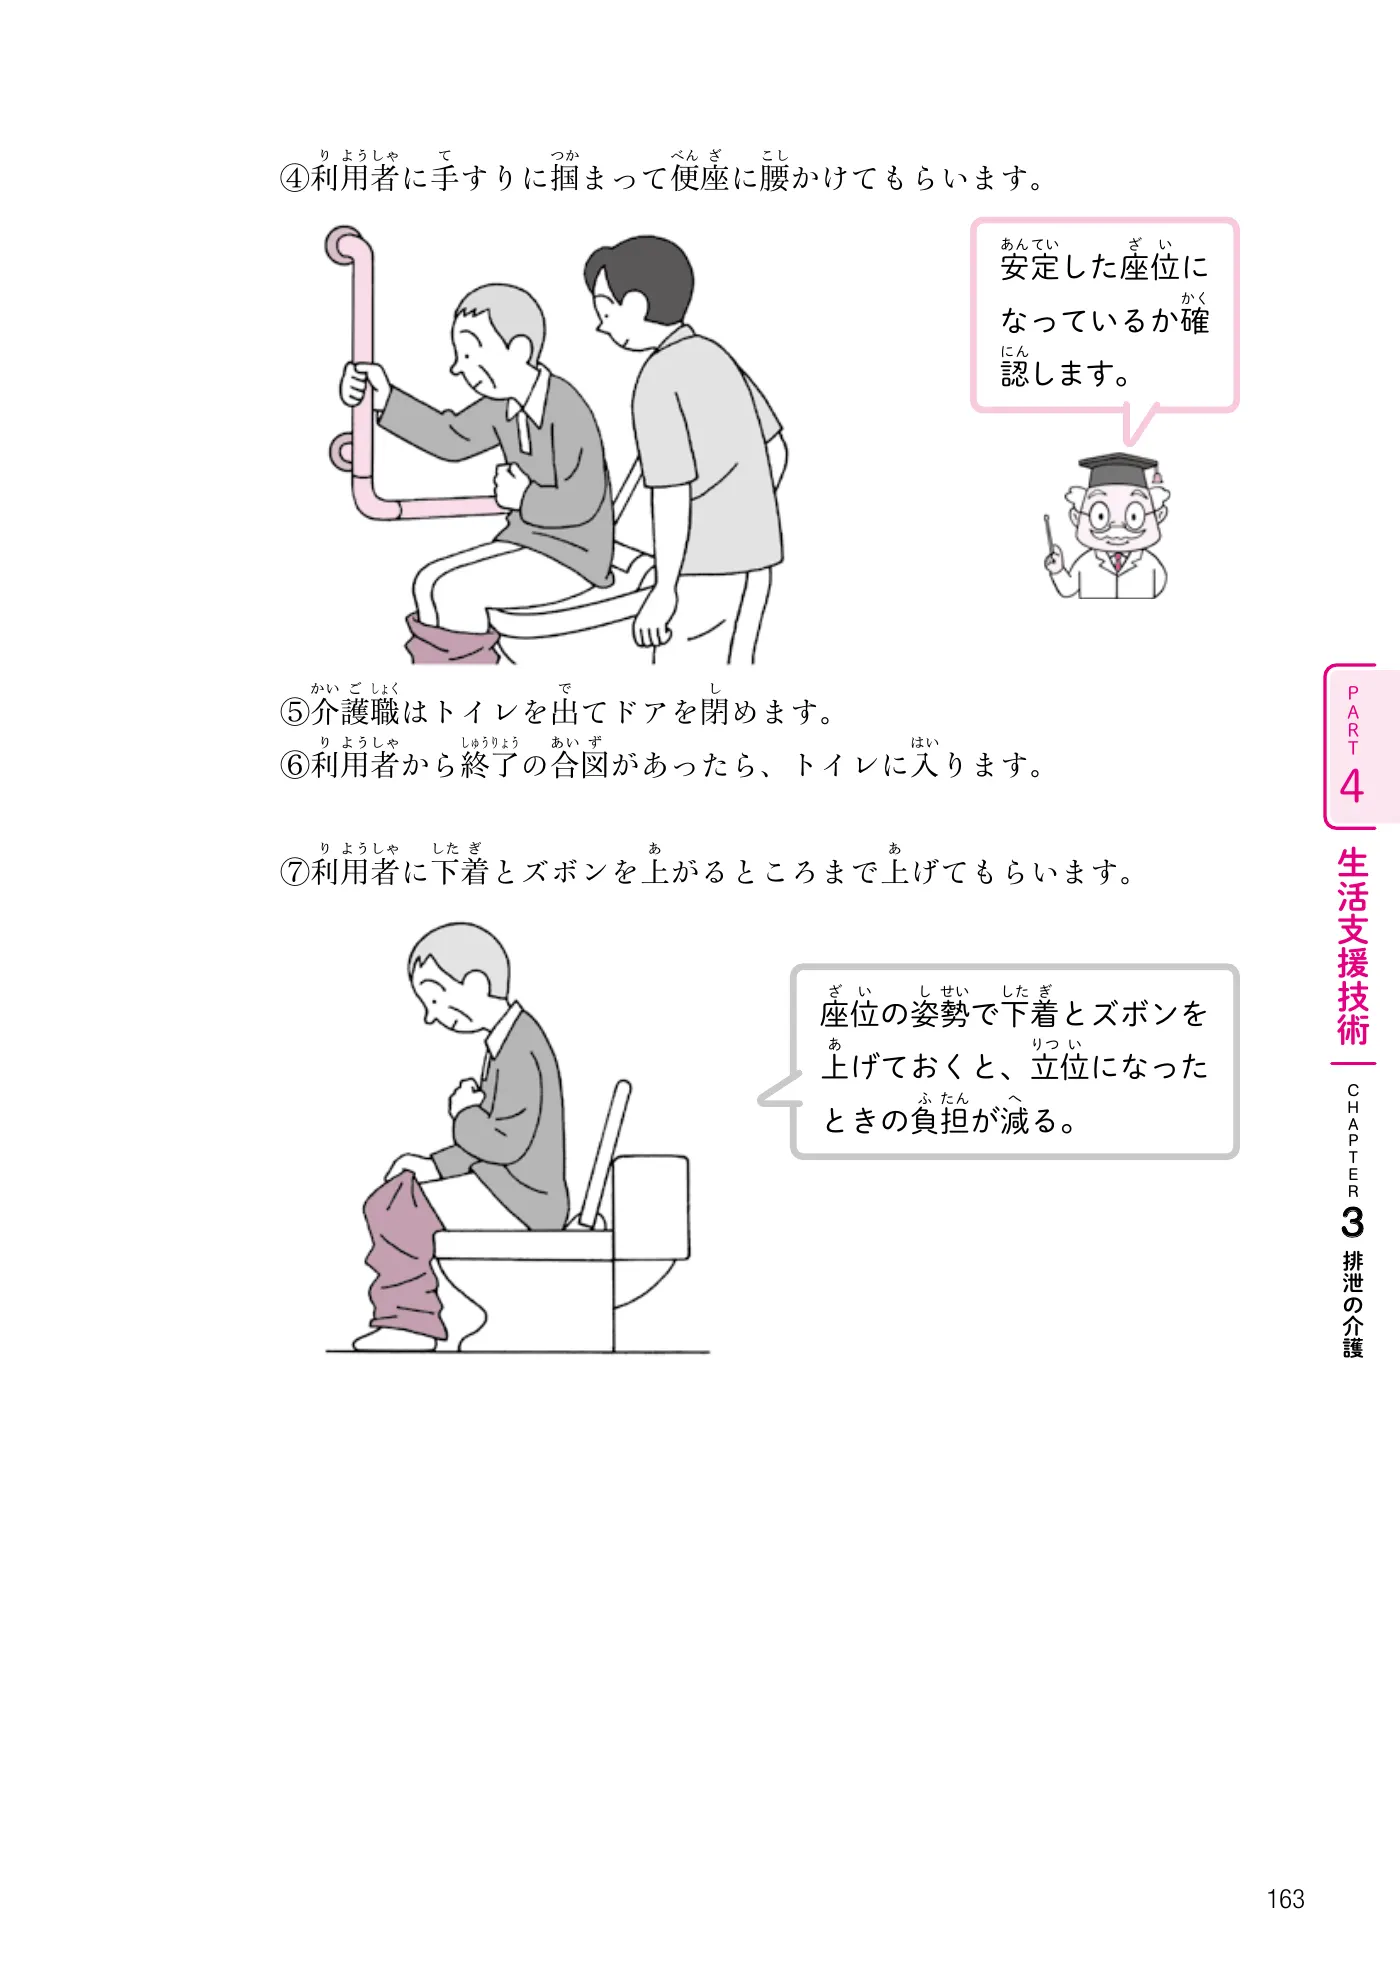 ④利用者に手すりに掴まって便座に腰かけてもらいます。
安定した座位に
なっているか確
認します。
⑤介護職はトイレを出てドアを閉めます。
⑥利用者から終了の合図があったら、トイレに入ります。
⑦利用者に下着とズボンを上がるところまで上げてもらいます。
座位の姿勢で下着とズボンを
上げておくと、立位になった
ときの負担が減る。
PART 4 生活支援技術
CHAPTER 3 排泄の介護
163